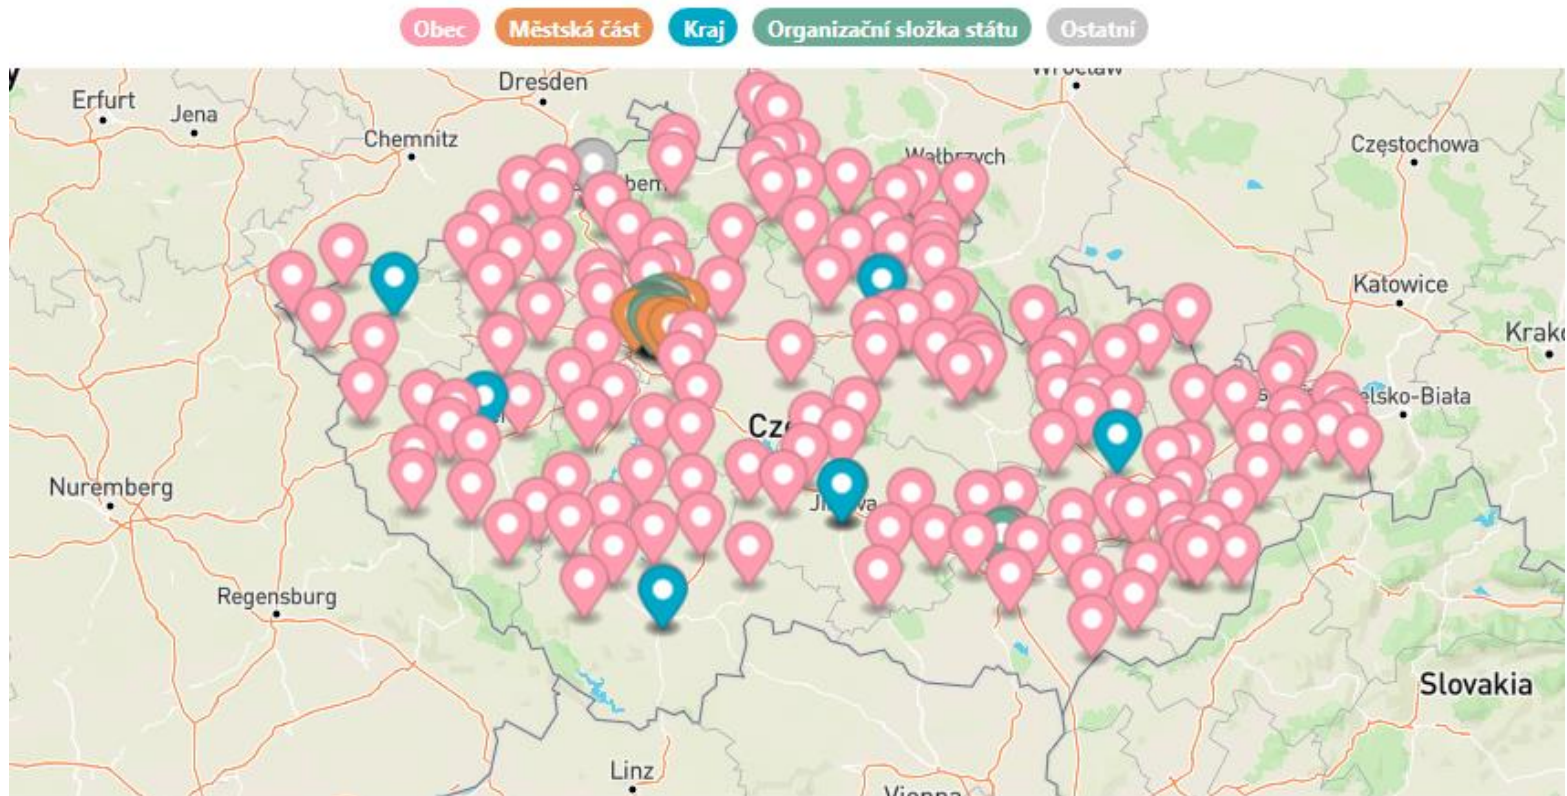 Obec Městská část Kraj Organizační složka státu Ostatní
Dresden
Erfurt
Jena
Chemnitz
Wałbrzych
Częstochowa
Katowice
Nuremberg
Regensburg
Slovakia
Linz